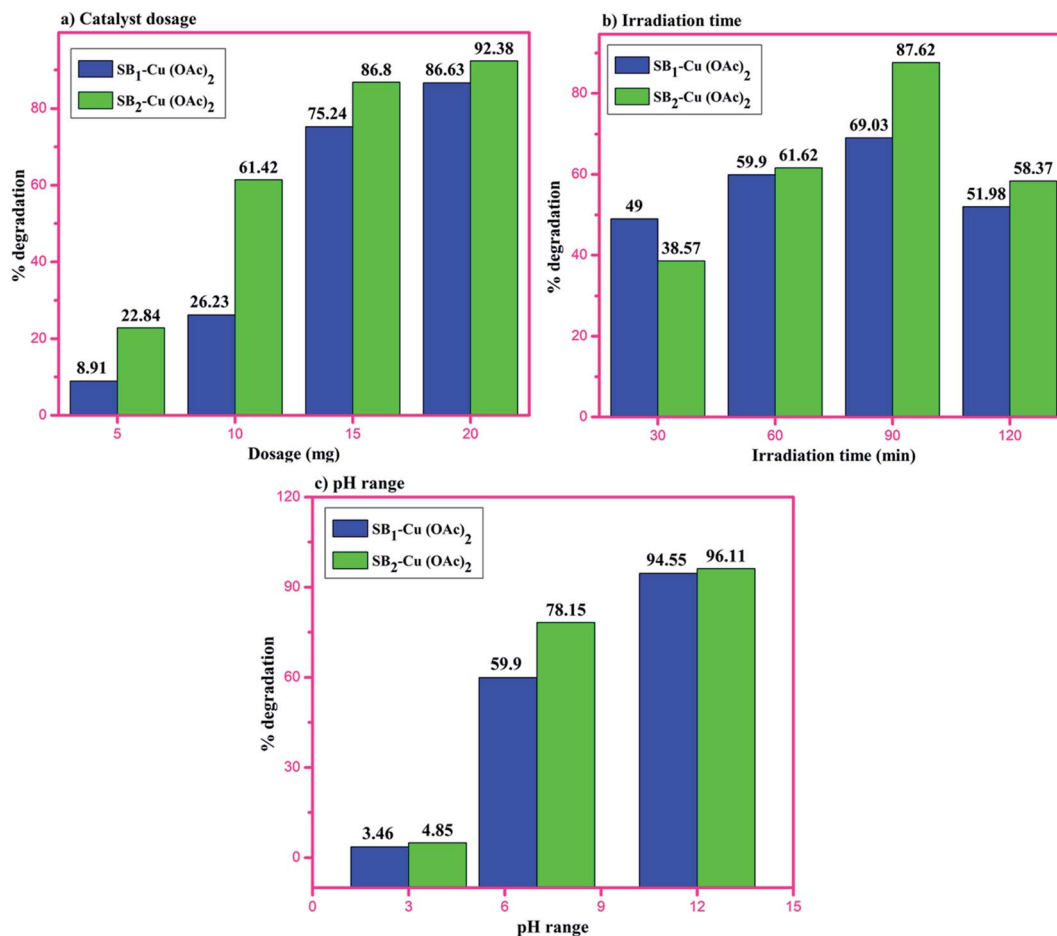 a) Catalyst dosage
SB1-Cu (OAc)2
SB2-Cu (OAc)2
% degradation
80
60
40
20
0
8.91
22.84
26.23
61.42
75.24
86.8
86.63
92.38
5 10 15 20
Dosage (mg)
b) Irradiation time
SB1-Cu (OAc)2
SB2-Cu (OAc)2
% degradation
80
60
40
20
0
49
38.57
59.9
61.62
69.03
87.62
51.98
58.37
30 60 90 120
Irradiation time (min)
c) pH range
SB1-Cu (OAc)2
SB2-Cu (OAc)2
% degradation
120
90
60
30
0
3.46
4.85
59.9
78.15
94.55
96.11
0 3 6 9 12 15
pH range